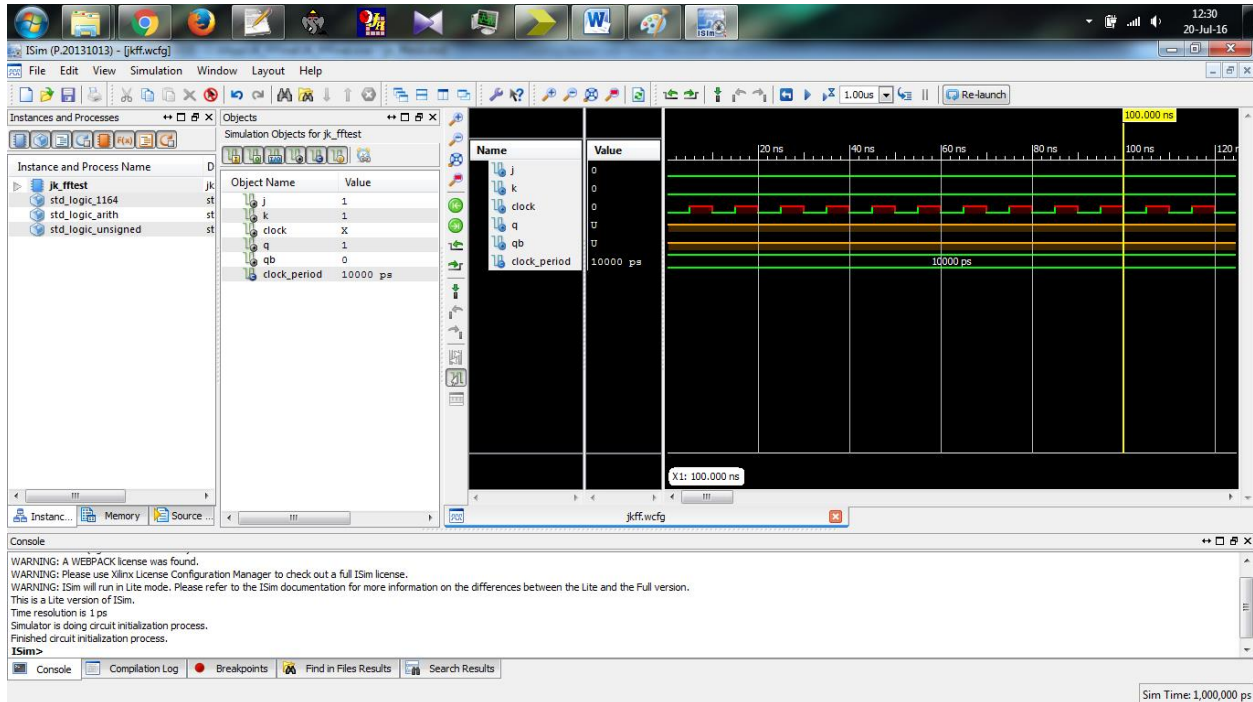 12:30
20-Jul-16
ISim (P.20131013) - [jkff.wcfg]
File Edit View Simulation Window Layout Help
1.00us Re-launch
Instances and Processes
Instance and Process Name D
jk_fftest jk
std_logic_1164 st
std_logic_arith st
std_logic_unsigned st
Instanc... Memory Source ...
Objects
Simulation Objects for jk_fftest
Object Name Value
j 1
k 1
clock X
q 1
qb 0
clock_period 10000 ps
Name Value
j 0
k 0
clock 0
q U
qb U
clock_period 10000 ps
100.000 ns
20 ns 40 ns 60 ns 80 ns 100 ns 120 n
10000 ps
X1: 100.000 ns
jkff.wcfg
Console
WARNING: A WEBPACK license was found.
WARNING: Please use Xilinx License Configuration Manager to check out a full ISim license.
WARNING: ISim will run in Lite mode. Please refer to the ISim documentation for more information on the differences between the Lite and the Full version.
This is a Lite version of ISim.
Time resolution is 1 ps
Simulator is doing circuit initialization process.
Finished circuit initialization process.
ISim>
Console Compilation Log Breakpoints Find in Files Results Search Results
Sim Time: 1,000,000 ps